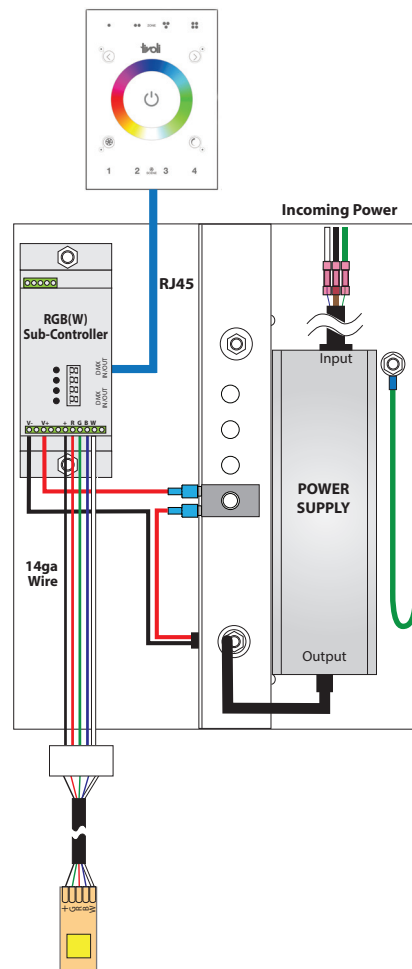 tivoli
1 2 3 4
Incoming Power
RJ45
RGB(W)
Sub-Controller
DMX
IN/OUT
DMX
IN/OUT
V- V+ + R G B W
Input
POWER
SUPPLY
14ga
Wire
Output
+ G R B W